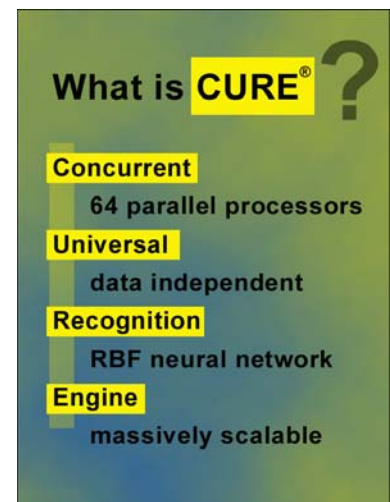 What is CURE® ?
Concurrent
64 parallel processors
Universal
data independent
Recognition
RBF neural network
Engine
massively scalable